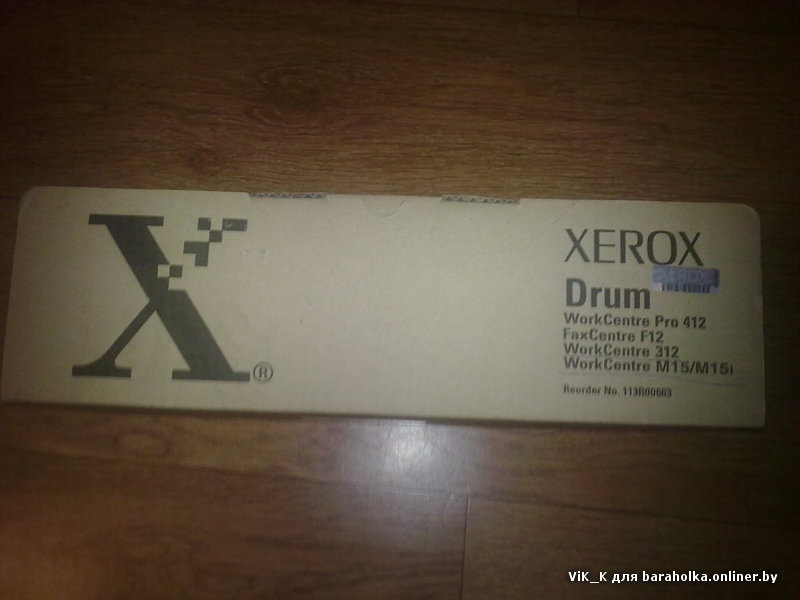 X®
XEROX
Drum
WorkCentre Pro 412
FaxCentre F12
WorkCentre 312
WorkCentre M15/M15i
Reorder No. 113R00663
ViK_K для baraholka.onliner.by